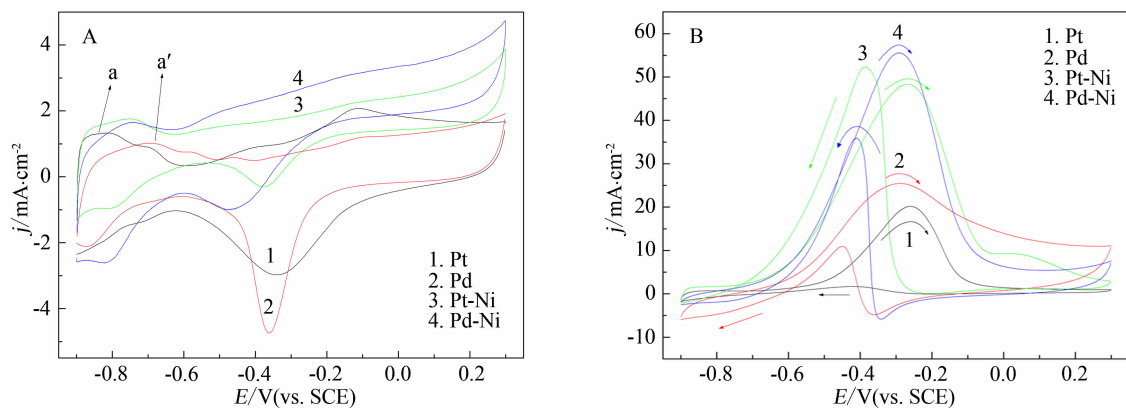 A
a
a′
4
3
1
2
1. Pt
2. Pd
3. Pt-Ni
4. Pd-Ni
4
2
0
-2
-4
j/mA·cm⁻²
-0.8
-0.6
-0.4
-0.2
0.0
0.2
E/V(vs. SCE)
B
4
3
2
1
1. Pt
2. Pd
3. Pt-Ni
4. Pd-Ni
60
50
40
30
20
10
0
-10
j/mA·cm⁻²
-0.8
-0.6
-0.4
-0.2
0.0
0.2
E/V(vs. SCE)